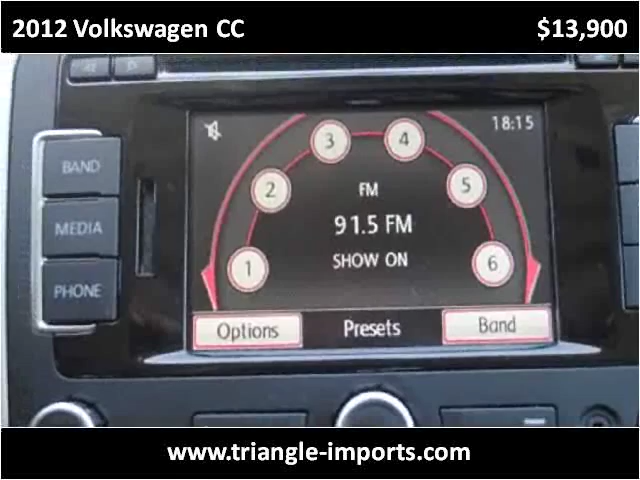 2012 Volkswagen CC $13,900
18:15
3 4
BAND
2 FM 5
91.5 FM
MEDIA
1 SHOW ON 6
PHONE
Options Presets Band
www.triangle-imports.com